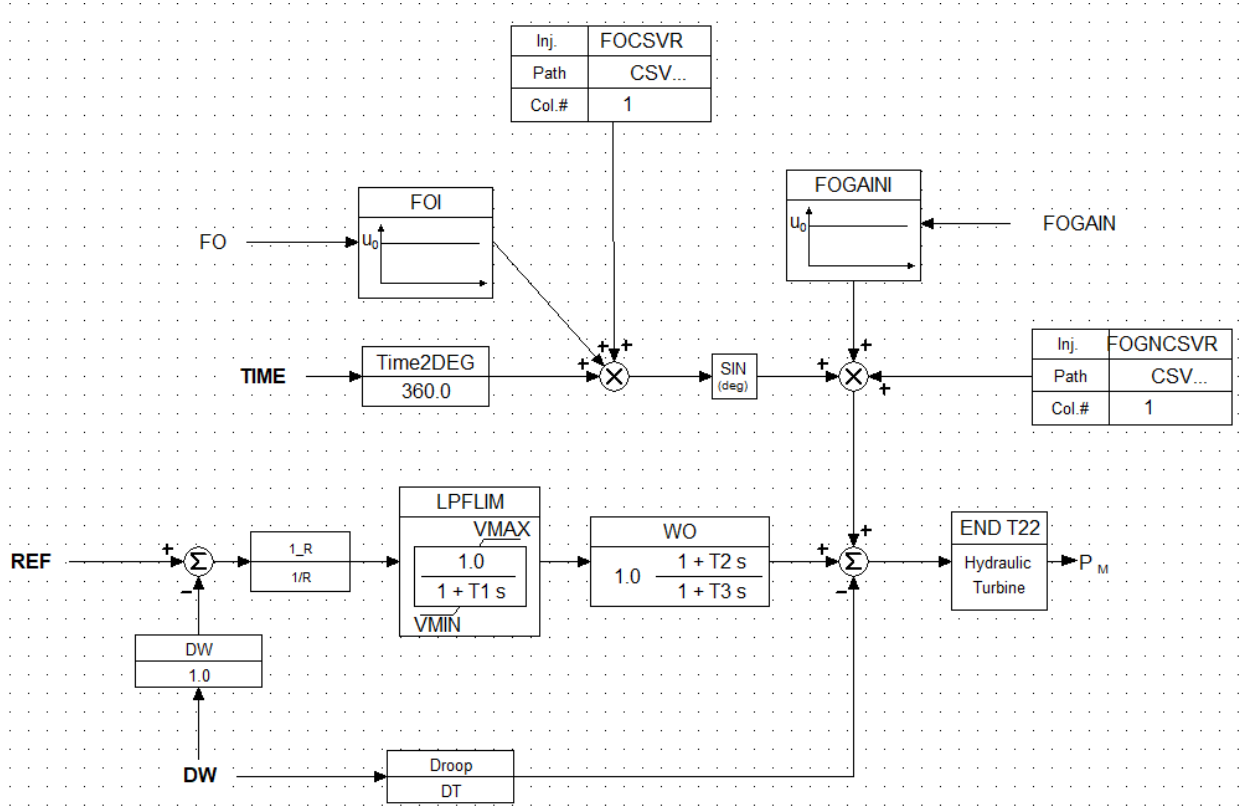 Inj. FOCSVR
Path CSV...
Col.# 1
FOI
u0
FO
FOGAINI
u0
FOGAIN
TIME
Time2DEG
360.0
+ + +
×
SIN
(deg)
+ + +
×
Inj. FOGNCSVR
Path CSV...
Col.# 1
REF
+ −
Σ
1_R
1/R
LPFLIM
VMAX
1.0
1 + T1 s
VMIN
WO
1.0 1 + T2 s
1 + T3 s
+ + −
Σ
END T22
Hydraulic
Turbine
P M
DW
1.0
DW
Droop
DT